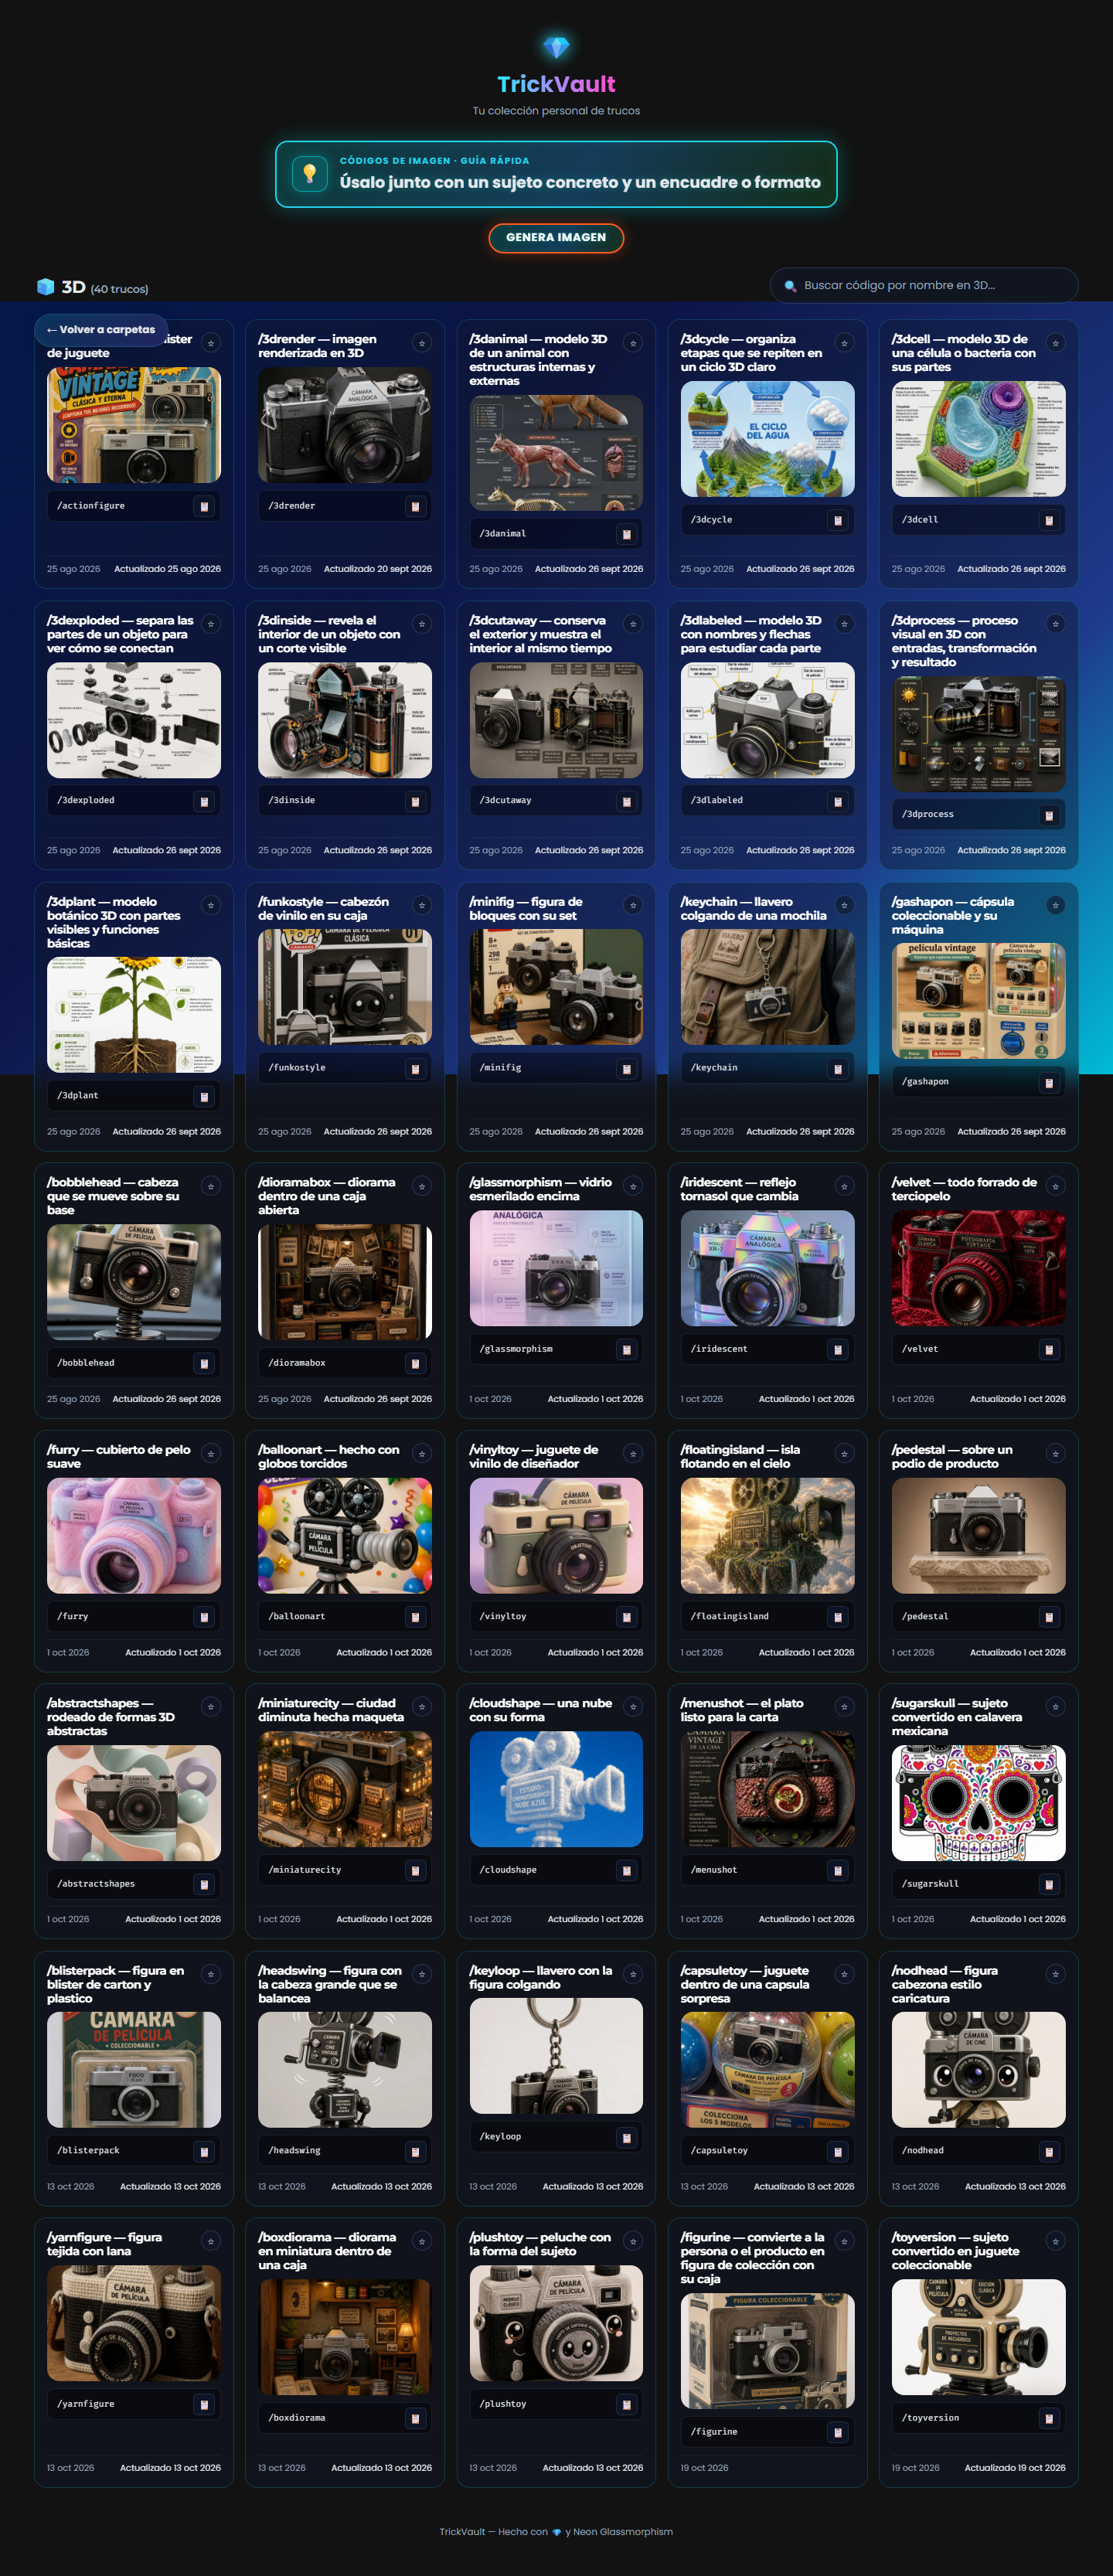 TrickVault
Tu colección personal de trucos
CÓDIGOS DE IMAGEN · GUÍA RÁPIDA
Úsalo junto con un sujeto concreto y un encuadre o formato
GENERA IMAGEN
3D (40 trucos)
Buscar código por nombre en 3D...
← Volver a carpetas
de juguete
/actionfigure
25 ago 2026 Actualizado 25 ago 2026
/3drender — imagen
renderizada en 3D
/3drender
25 ago 2026 Actualizado 20 sept 2026
/3danimal — modelo 3D
de un animal con
estructuras internas y
externas
/3danimal
25 ago 2026 Actualizado 26 sept 2026
/3dcycle — organiza
etapas que se repiten en
un ciclo 3D claro
EL CICLO
DEL AGUA
/3dcycle
25 ago 2026 Actualizado 26 sept 2026
/3dcell — modelo 3D de
una célula o bacteria con
sus partes
/3dcell
25 ago 2026 Actualizado 26 sept 2026
/3dexploded — separa las
partes de un objeto para
ver cómo se conectan
/3dexploded
25 ago 2026 Actualizado 26 sept 2026
/3dinside — revela el
interior de un objeto con
un corte visible
/3dinside
25 ago 2026 Actualizado 26 sept 2026
/3dcutaway — conserva
el exterior y muestra el
interior al mismo tiempo
/3dcutaway
25 ago 2026 Actualizado 26 sept 2026
/3dlabeled — modelo 3D
con nombres y flechas
para estudiar cada parte
/3dlabeled
25 ago 2026 Actualizado 26 sept 2026
/3dprocess — proceso
visual en 3D con
entradas, transformación
y resultado
/3dprocess
25 ago 2026 Actualizado 26 sept 2026
/3dplant — modelo
botánico 3D con partes
visibles y funciones
básicas
/3dplant
25 ago 2026 Actualizado 26 sept 2026
/funkostyle — cabezón
de vinilo en su caja
/funkostyle
25 ago 2026 Actualizado 26 sept 2026
/minifig — figura de
bloques con su set
/minifig
25 ago 2026 Actualizado 26 sept 2026
/keychain — llavero
colgando de una mochila
/keychain
25 ago 2026 Actualizado 26 sept 2026
/gashapon — cápsula
coleccionable y su
máquina
/gashapon
25 ago 2026 Actualizado 26 sept 2026
/bobblehead — cabeza
que se mueve sobre su
base
/bobblehead
25 ago 2026 Actualizado 26 sept 2026
/dioramabox — diorama
dentro de una caja
abierta
/dioramabox
25 ago 2026 Actualizado 26 sept 2026
/glassmorphism — vidrio
esmerilado encima
/glassmorphism
1 oct 2026 Actualizado 1 oct 2026
/iridescent — reflejo
tornasol que cambia
/iridescent
1 oct 2026 Actualizado 1 oct 2026
/velvet — todo forrado de
terciopelo
/velvet
1 oct 2026 Actualizado 1 oct 2026
/furry — cubierto de pelo
suave
/furry
1 oct 2026 Actualizado 1 oct 2026
/balloonart — hecho con
globos torcidos
CÁMARA
DE
PELÍCULA
/balloonart
1 oct 2026 Actualizado 1 oct 2026
/vinyltoy — juguete de
vinilo de diseñador
CÁMARA
DE PELÍCULA
/vinyltoy
1 oct 2026 Actualizado 1 oct 2026
/floatingisland — isla
flotando en el cielo
/floatingisland
1 oct 2026 Actualizado 1 oct 2026
/pedestal — sobre un
podio de producto
/pedestal
1 oct 2026 Actualizado 1 oct 2026
/abstractshapes —
rodeado de formas 3D
abstractas
/abstractshapes
1 oct 2026 Actualizado 1 oct 2026
/miniaturecity — ciudad
diminuta hecha maqueta
/miniaturecity
1 oct 2026 Actualizado 1 oct 2026
/cloudshape — una nube
con su forma
/cloudshape
1 oct 2026 Actualizado 1 oct 2026
/menushot — el plato
listo para la carta
/menushot
1 oct 2026 Actualizado 1 oct 2026
/sugarskull — sujeto
convertido en calavera
mexicana
/sugarskull
1 oct 2026 Actualizado 1 oct 2026
/blisterpack — figura en
blister de carton y
plastico
CÁMARA
DE PELÍCULA
COLECCIONABLE
/blisterpack
13 oct 2026 Actualizado 13 oct 2026
/headswing — figura con
la cabeza grande que se
balancea
/headswing
13 oct 2026 Actualizado 13 oct 2026
/keyloop — llavero con la
figura colgando
/keyloop
13 oct 2026 Actualizado 13 oct 2026
/capsuletoy — juguete
dentro de una capsula
sorpresa
COLECCIONA
LOS 5 MODELOS
/capsuletoy
13 oct 2026 Actualizado 13 oct 2026
/nodhead — figura
cabezona estilo
caricatura
CÁMARA
DE CINE
/nodhead
13 oct 2026 Actualizado 13 oct 2026
/yarnfigure — figura
tejida con lana
CÁMARA
DE PELÍCULA
/yarnfigure
13 oct 2026 Actualizado 13 oct 2026
/boxdiorama — diorama
en miniatura dentro de
una caja
/boxdiorama
13 oct 2026 Actualizado 13 oct 2026
/plushtoy — peluche con
la forma del sujeto
CÁMARA
DE PELÍCULA
/plushtoy
13 oct 2026 Actualizado 13 oct 2026
/figurine — convierte a la
persona o el producto en
figura de colección con
su caja
FIGURA COLECCIONABLE
/figurine
19 oct 2026
/toyversion — sujeto
convertido en juguete
coleccionable
/toyversion
19 oct 2026 Actualizado 19 oct 2026
TrickVault — Hecho con 💎 y Neon Glassmorphism